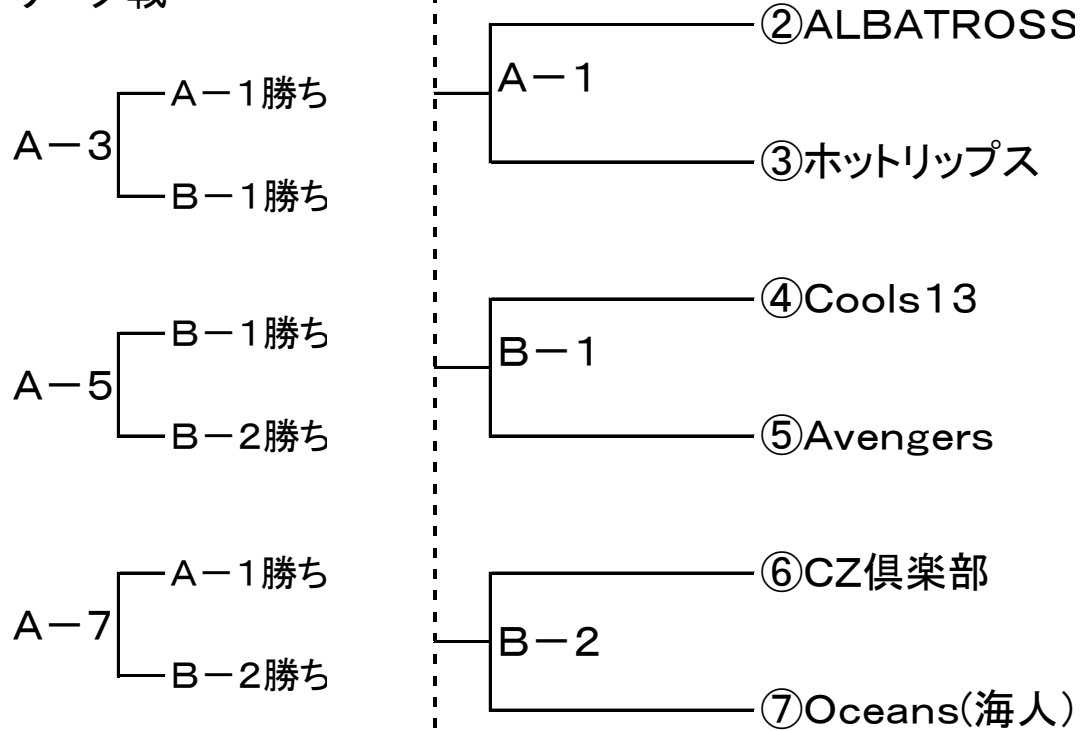 リーグ戦
A－3
A－1勝ち
B－1勝ち
A－5
B－1勝ち
B－2勝ち
A－7
A－1勝ち
B－2勝ち
A－1
②ALBATROSS
③ホットリップス
B－1
④Cools13
⑤Avengers
B－2
⑥CZ倶楽部
⑦Oceans(海人)